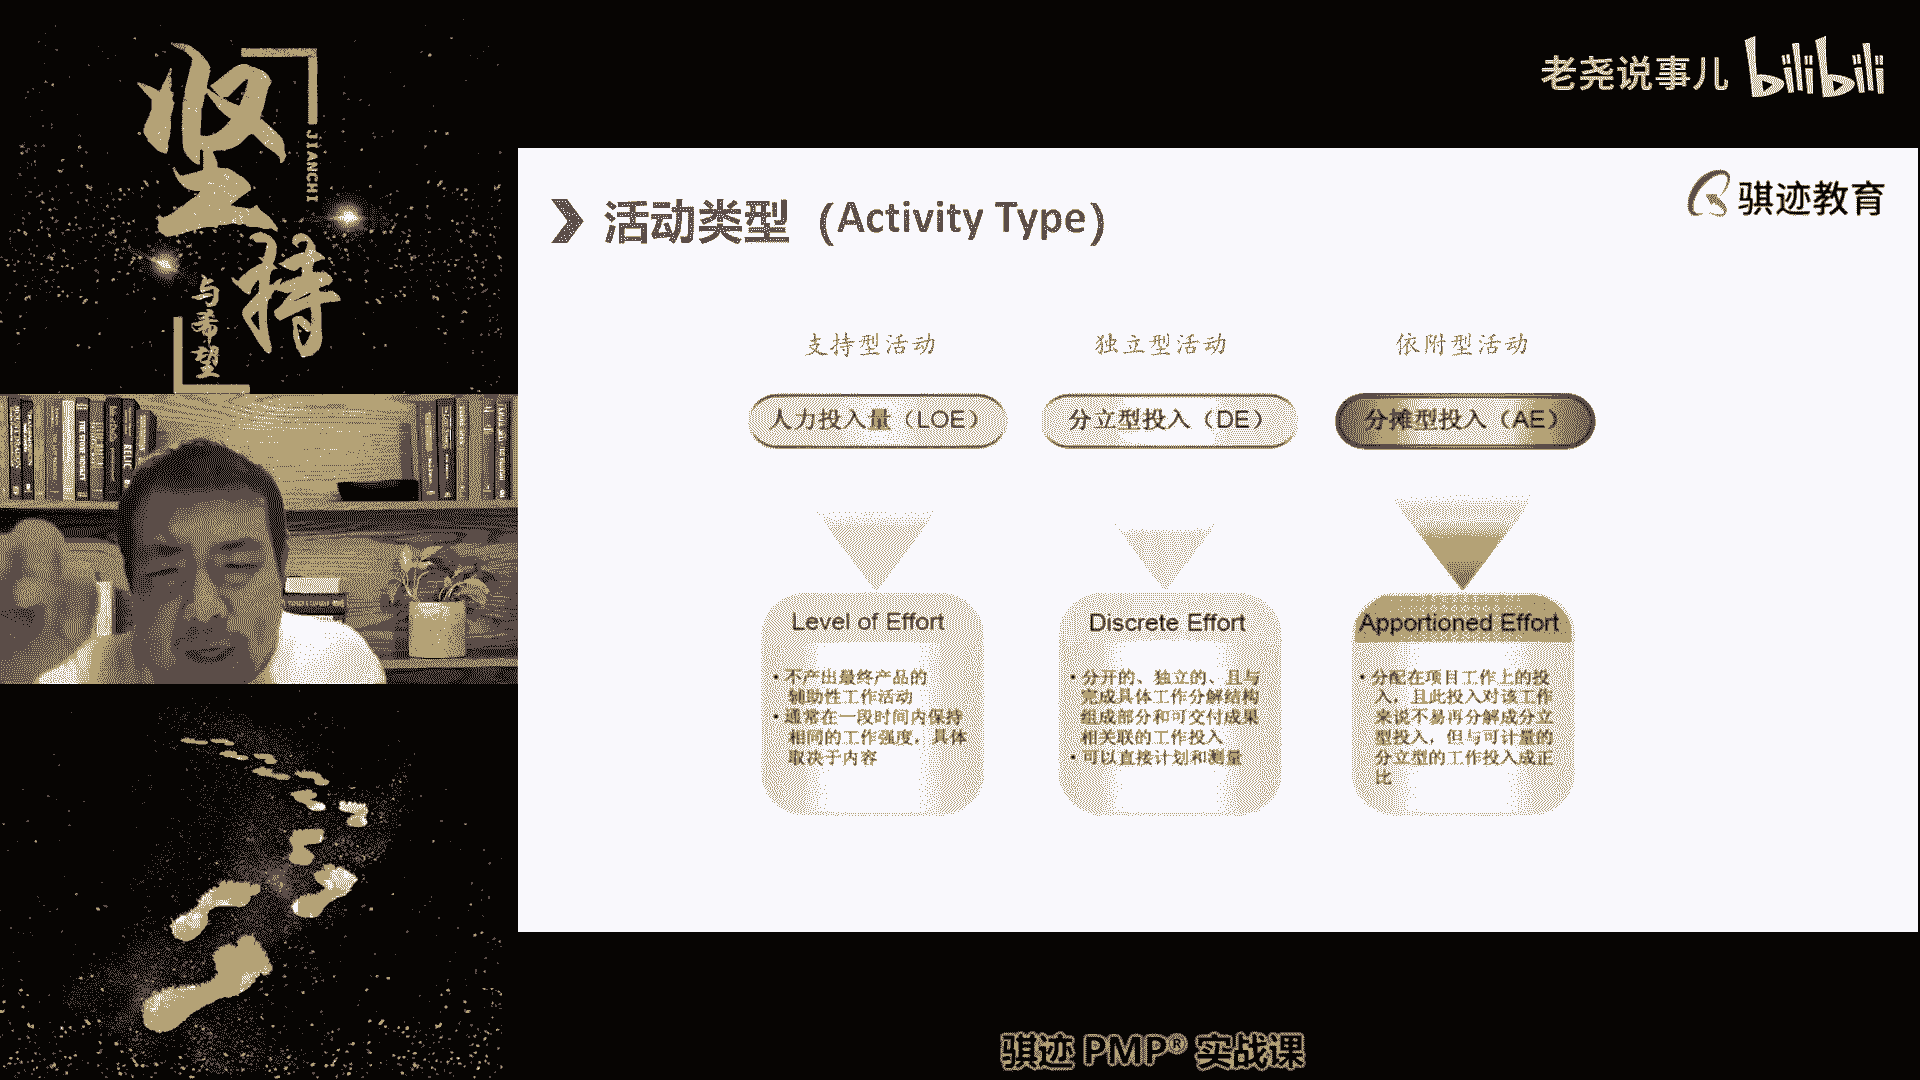 坚持
JIANCHI
与希望
老尧说事儿 bilibili
骐迹教育
活动类型（Activity Type）
支持型活动
独立型活动
依附型活动
人力投入量（LOE）
分立型投入（DE）
分摊型投入（AE）
Level of Effort
•不产出最终产品的
辅助性工作活动
•通常在一段时间内保持
相同的工作强度，具体
取决于内容
Discrete Effort
•分开的、独立的、且与
完成具体工作分解结构
组成部分和可交付成果
相关联的工作投入
•可以直接计划和测量
Apportioned Effort
•分配在项目工作上的投
入，且此投入对该工作
来说不易再分解成分立
型投入，但与可计量的
分立型的工作投入成正
比
骐迹 PMP® 实战课